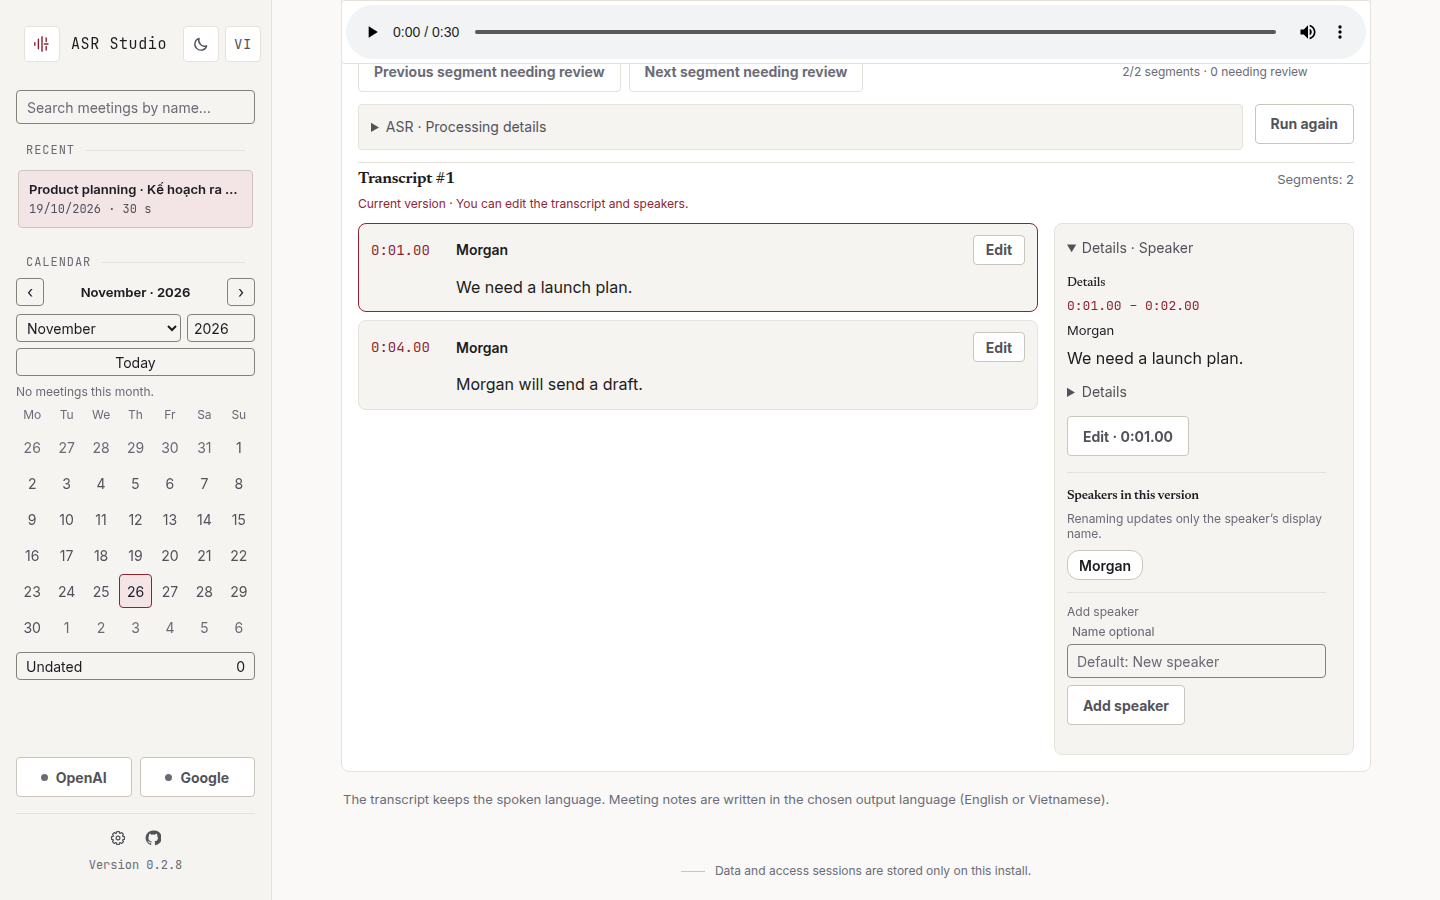 ASR Studio
VI
Search meetings by name...
RECENT
Product planning · Kế hoạch ra ...
19/10/2026 · 30 s
CALENDAR
‹ November · 2026 ›
November 2026
Today
No meetings this month.
Mo Tu We Th Fr Sa Su
26 27 28 29 30 31 1
2 3 4 5 6 7 8
9 10 11 12 13 14 15
16 17 18 19 20 21 22
23 24 25 26 27 28 29
30 1 2 3 4 5 6
Undated 0
OpenAI Google
Version 0.2.8
0:00 / 0:30
Previous segment needing review Next segment needing review 2/2 segments · 0 needing review
ASR · Processing details
Run again
Transcript #1
Segments: 2
Current version · You can edit the transcript and speakers.
0:01.00 Morgan Edit
We need a launch plan.
0:04.00 Morgan Edit
Morgan will send a draft.
Details · Speaker
Details
0:01.00 – 0:02.00
Morgan
We need a launch plan.
Details
Edit · 0:01.00
Speakers in this version
Renaming updates only the speaker's display
name.
Morgan
Add speaker
Name optional
Default: New speaker
Add speaker
The transcript keeps the spoken language. Meeting notes are written in the chosen output language (English or Vietnamese).
Data and access sessions are stored only on this install.